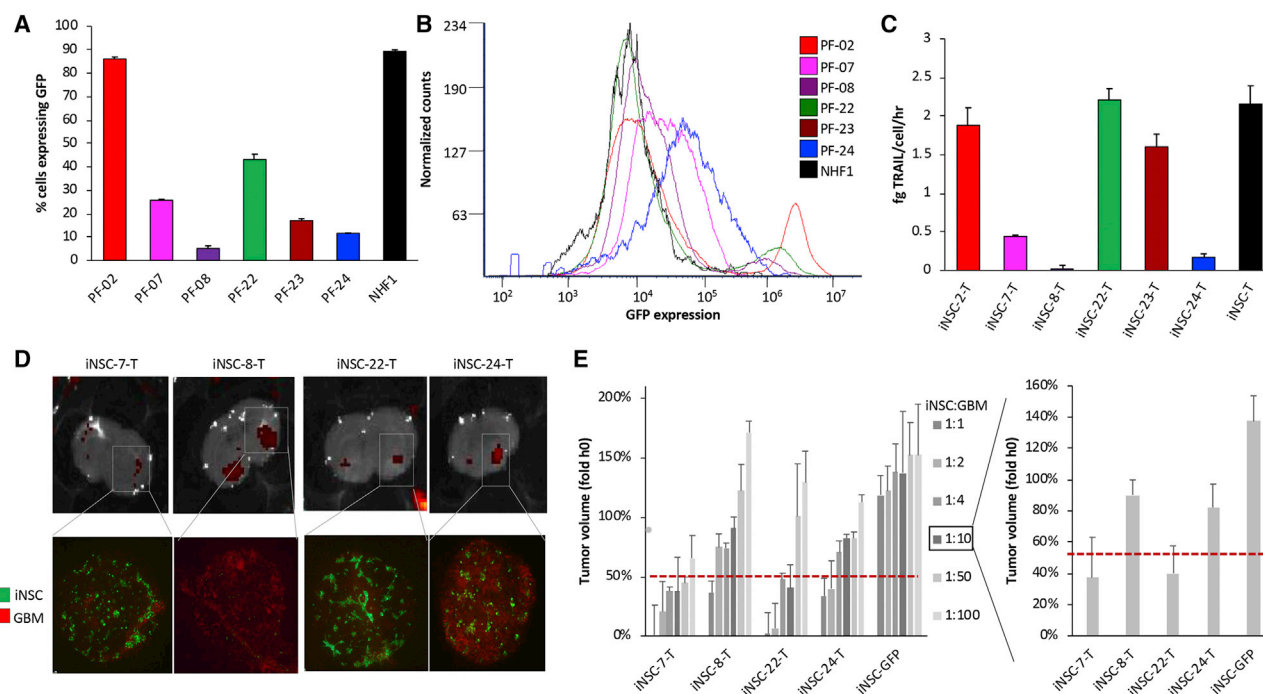 A
% cells expressing GFP
100
90
80
70
60
50
40
30
20
10
0
PF-02
PF-07
PF-08
PF-22
PF-23
PF-24
NHF1
B
Normalized counts
234
190
127
63
10²
10³
10⁴
10⁵
10⁶
10⁷
GFP expression
PF-02
PF-07
PF-08
PF-22
PF-23
PF-24
NHF1
C
fg TRAIL/cell/hr
3
2.5
2
1.5
1
0.5
0
iNSC-2-T
iNSC-7-T
iNSC-8-T
iNSC-22-T
iNSC-23-T
iNSC-24-T
iNSC-T
D
iNSC-7-T
iNSC-8-T
iNSC-22-T
iNSC-24-T
iNSC
GBM
E
Tumor volume (fold h0)
200%
150%
100%
50%
0%
iNSC-7-T
iNSC-8-T
iNSC-22-T
iNSC-24-T
iNSC-GFP
iNSC:GBM
1:1
1:2
1:4
1:10
1:50
1:100
Tumor volume (fold h0)
160%
140%
120%
100%
80%
60%
40%
20%
0%
iNSC-7-T
iNSC-8-T
iNSC-22-T
iNSC-24-T
iNSC-GFP